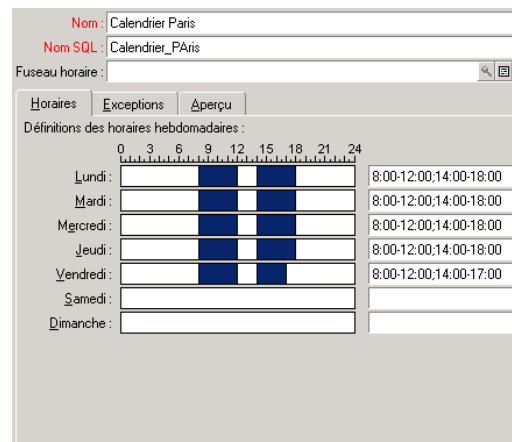 Nom : Calendrier Paris
Nom SQL : Calendrier_PAris
Fuseau horaire :
Horaires Exceptions Aperçu
Définitions des horaires hebdomadaires :
0 3 6 9 12 15 18 21 24
Lundi : 8:00-12:00;14:00-18:00
Mardi : 8:00-12:00;14:00-18:00
Mercredi : 8:00-12:00;14:00-18:00
Jeudi : 8:00-12:00;14:00-18:00
Vendredi : 8:00-12:00;14:00-17:00
Samedi :
Dimanche :